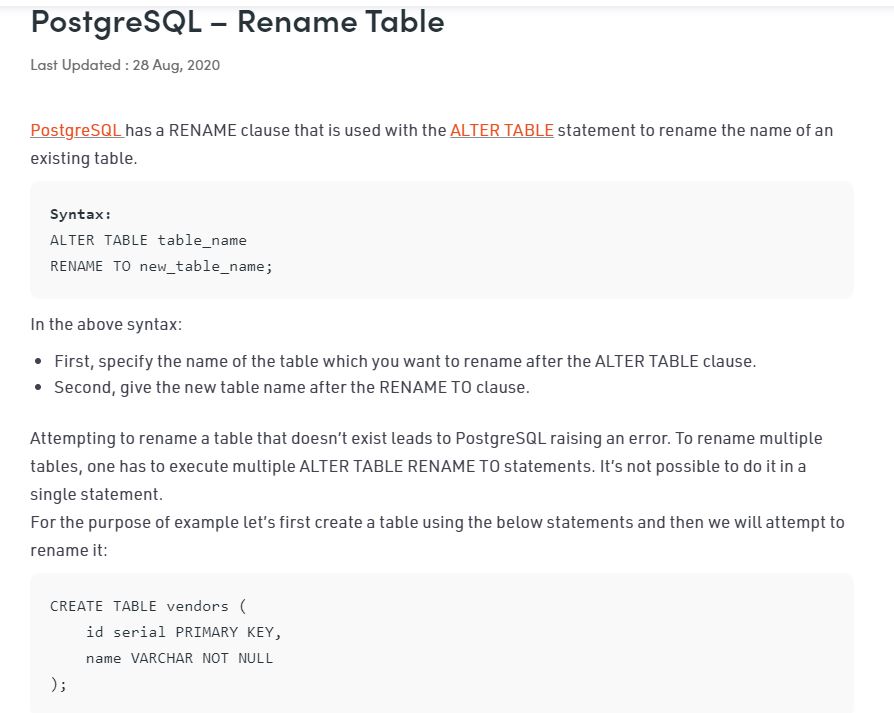 PostgreSQL – Rename Table
Last Updated : 28 Aug, 2020
PostgreSQL has a RENAME clause that is used with the ALTER TABLE statement to rename the name of an
existing table.
Syntax:
ALTER TABLE table_name
RENAME TO new_table_name;
In the above syntax:
• First, specify the name of the table which you want to rename after the ALTER TABLE clause.
• Second, give the new table name after the RENAME TO clause.
Attempting to rename a table that doesn’t exist leads to PostgreSQL raising an error. To rename multiple
tables, one has to execute multiple ALTER TABLE RENAME TO statements. It’s not possible to do it in a
single statement.
For the purpose of example let’s first create a table using the below statements and then we will attempt to
rename it:
CREATE TABLE vendors (
    id serial PRIMARY KEY,
    name VARCHAR NOT NULL
);